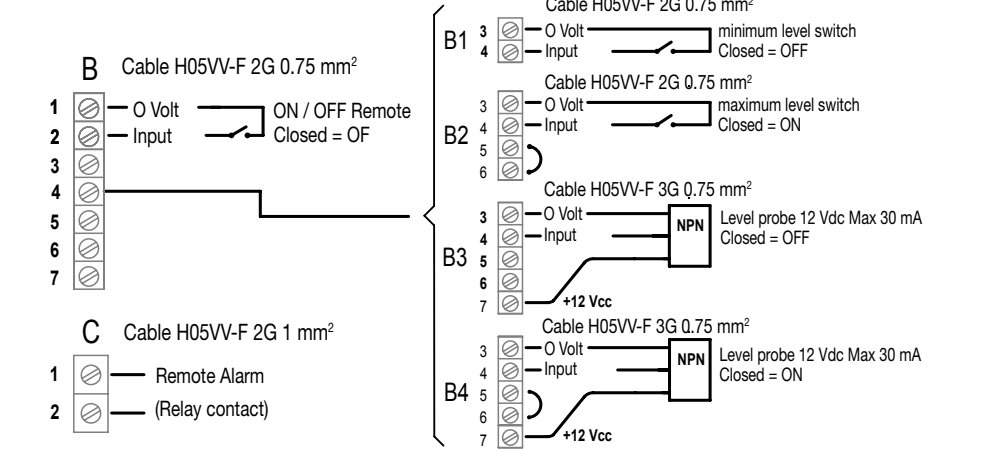 B Cable H05VV-F 2G 0.75 mm²
1 O Volt ON / OFF Remote
2 Input Closed = OF
3
4
5
6
7
C Cable H05VV-F 2G 1 mm²
1 Remote Alarm
2 (Relay contact)
Cable H05VV-F 2G 0.75 mm²
B1
3 O Volt minimum level switch
4 Input Closed = OFF
Cable H05VV-F 2G 0.75 mm²
B2
3 O Volt maximum level switch
4 Input Closed = ON
5
6
Cable H05VV-F 3G 0.75 mm²
B3
3 O Volt NPN Level probe 12 Vdc Max 30 mA
4 Input Closed = OFF
5
6
7 +12 Vcc
Cable H05VV-F 3G 0.75 mm²
B4
3 O Volt NPN Level probe 12 Vdc Max 30 mA
4 Input Closed = ON
5
6
7 +12 Vcc